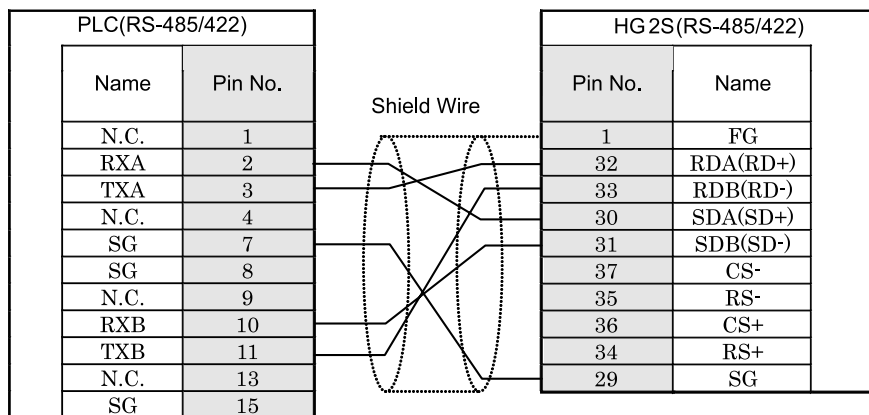 PLC(RS-485/422)
Name Pin No.
N.C. 1
RXA 2
TXA 3
N.C. 4
SG 7
SG 8
N.C. 9
RXB 10
TXB 11
N.C. 13
SG 15
Shield Wire
HG2S(RS-485/422)
Pin No. Name
1 FG
32 RDA(RD+)
33 RDB(RD-)
30 SDA(SD+)
31 SDB(SD-)
37 CS-
35 RS-
36 CS+
34 RS+
29 SG